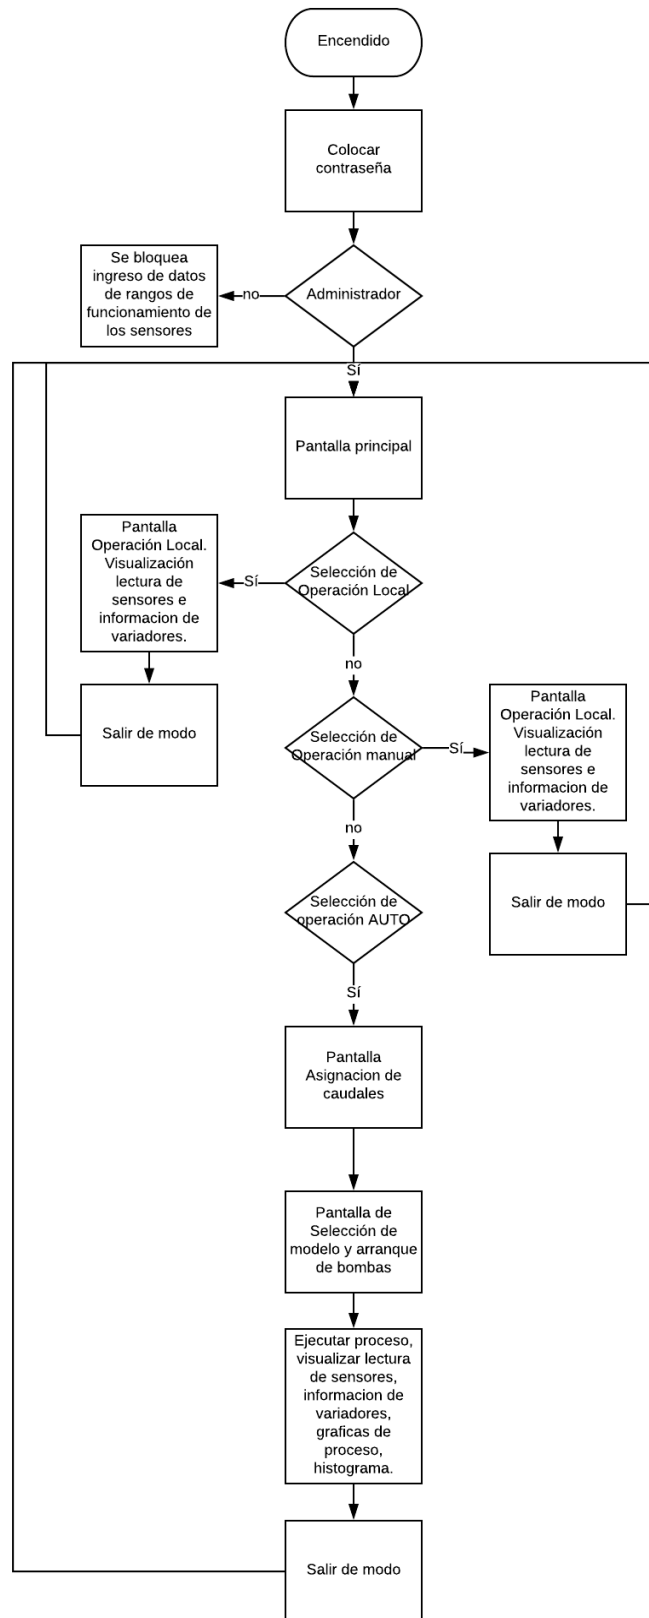 Encendido
Colocar
contraseña
Se bloquea
ingreso de datos
de rangos de
funcionamiento de
los sensores
no
Administrador
Sí
Pantalla principal
Pantalla
Operación Local.
Visualización
lectura de
sensores e
informacion de
variadores.
Sí
Selección de
Operación Local
no
Salir de modo
Selección de
Operación manual
Sí
Pantalla
Operación Local.
Visualización
lectura de
sensores e
informacion de
variadores.
no
Selección de
operación AUTO
Salir de modo
Sí
Pantalla
Asignacion de
caudales
Pantalla de
Selección de
modelo y arranque
de bombas
Ejecutar proceso,
visualizar lectura
de sensores,
informacion de
variadores,
graficas de
proceso,
histograma.
Salir de modo